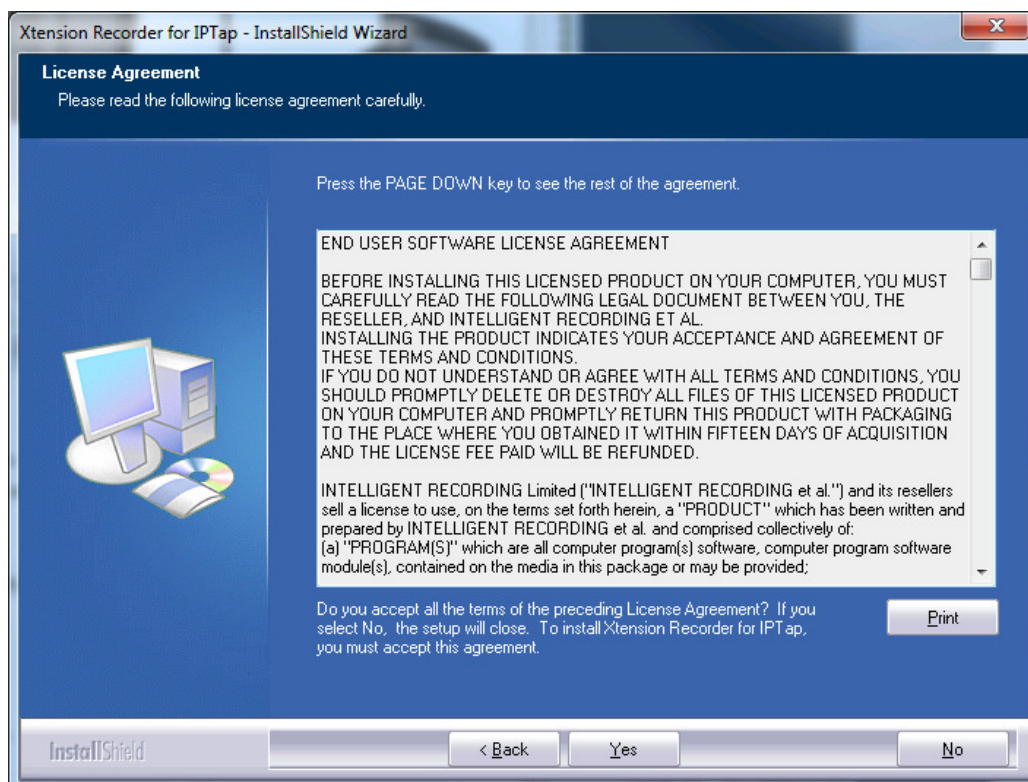 Xtension Recorder for IPTap - InstallShield Wizard
License Agreement
Please read the following license agreement carefully.
Press the PAGE DOWN key to see the rest of the agreement.
END USER SOFTWARE LICENSE AGREEMENT
BEFORE INSTALLING THIS LICENSED PRODUCT ON YOUR COMPUTER, YOU MUST
CAREFULLY READ THE FOLLOWING LEGAL DOCUMENT BETWEEN YOU, THE
RESELLER, AND INTELLIGENT RECORDING ET AL.
INSTALLING THE PRODUCT INDICATES YOUR ACCEPTANCE AND AGREEMENT OF
THESE TERMS AND CONDITIONS.
IF YOU DO NOT UNDERSTAND OR AGREE WITH ALL TERMS AND CONDITIONS, YOU
SHOULD PROMPTLY DELETE OR DESTROY ALL FILES OF THIS LICENSED PRODUCT
ON YOUR COMPUTER AND PROMPTLY RETURN THIS PRODUCT WITH PACKAGING
TO THE PLACE WHERE YOU OBTAINED IT WITHIN FIFTEEN DAYS OF ACQUISITION
AND THE LICENSE FEE PAID WILL BE REFUNDED.
INTELLIGENT RECORDING Limited ("INTELLIGENT RECORDING et al.") and its resellers
sell a license to use, on the terms set forth herein, a "PRODUCT" which has been written and
prepared by INTELLIGENT RECORDING et al. and comprised collectively of:
(a) "PROGRAM(S)" which are all computer program(s) software, computer program software
module(s), contained on the media in this package or may be provided;
Do you accept all the terms of the preceding License Agreement? If you
select No, the setup will close. To install Xtension Recorder for IPTap,
you must accept this agreement.
Print
InstallShield
< Back
Yes
No